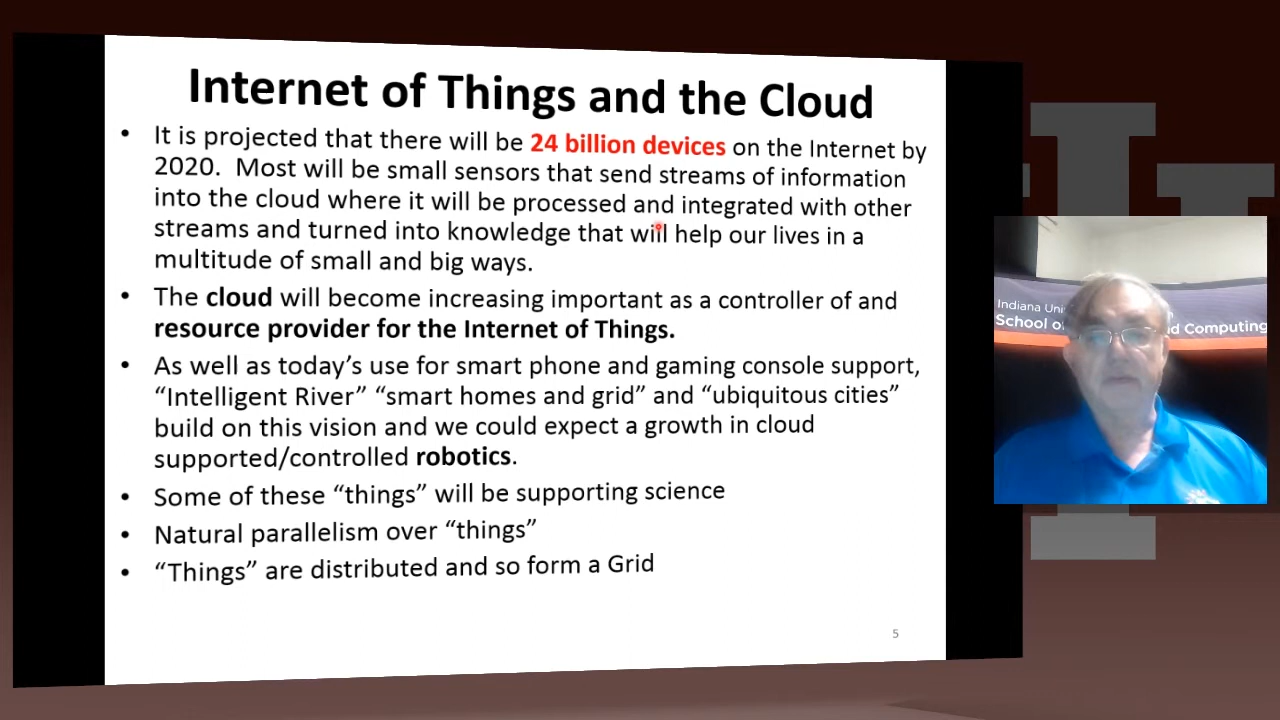 Internet of Things and the Cloud
• It is projected that there will be 24 billion devices on the Internet by
2020. Most will be small sensors that send streams of information
into the cloud where it will be processed and integrated with other
streams and turned into knowledge that will help our lives in a
multitude of small and big ways.
• The cloud will become increasing important as a controller of and
resource provider for the Internet of Things.
• As well as today’s use for smart phone and gaming console support,
“Intelligent River” “smart homes and grid” and “ubiquitous cities”
build on this vision and we could expect a growth in cloud
supported/controlled robotics.
• Some of these “things” will be supporting science
• Natural parallelism over “things”
• “Things” are distributed and so form a Grid
5
Indiana
School of
Computing